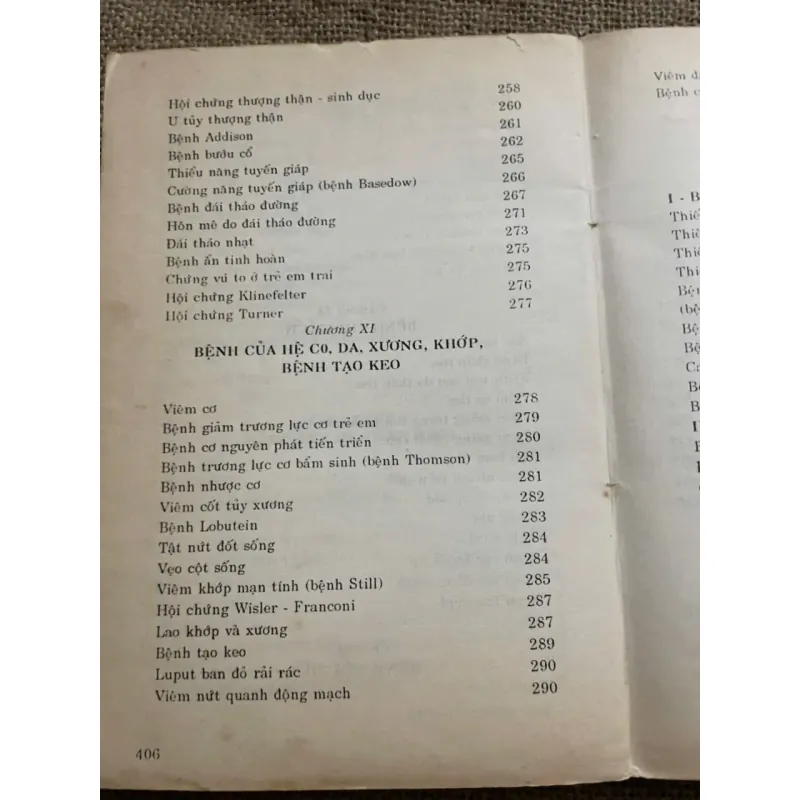 Hội chứng thượng thận - sinh dục 258
U tủy thượng thận 260
Bệnh Addison 261
Bệnh bướu cổ 262
Thiểu năng tuyến giáp 265
Cường năng tuyến giáp (bệnh Basedow) 266
Bệnh đái tháo đường 267
Hôn mê do đái tháo đường 271
Đái tháo nhạt 273
Bệnh ẩn tinh hoàn 275
Chứng vú to ở trẻ em trai 275
Hội chứng Klinefelter 276
Hội chứng Turner 277
Chương XI
BỆNH CỦA HỆ CƠ, DA, XƯƠNG, KHỚP,
BỆNH TẠO KEO
Viêm cơ 278
Bệnh giảm trương lực cơ trẻ em 279
Bệnh cơ nguyên phát tiến triển 280
Bệnh trương lực cơ bẩm sinh (bệnh Thomson) 281
Bệnh nhược cơ 281
Viêm cốt tủy xương 282
Bệnh Lobutein 283
Tật nứt đốt sống 284
Vẹo cột sống 284
Viêm khớp mạn tính (bệnh Still) 285
Hội chứng Wisler - Franconi 287
Lao khớp và xương 287
Bệnh tạo keo 289
Luput ban đỏ rải rác 290
Viêm nút quanh động mạch 290
406
Viêm
Bệnh
I - B
(bệ